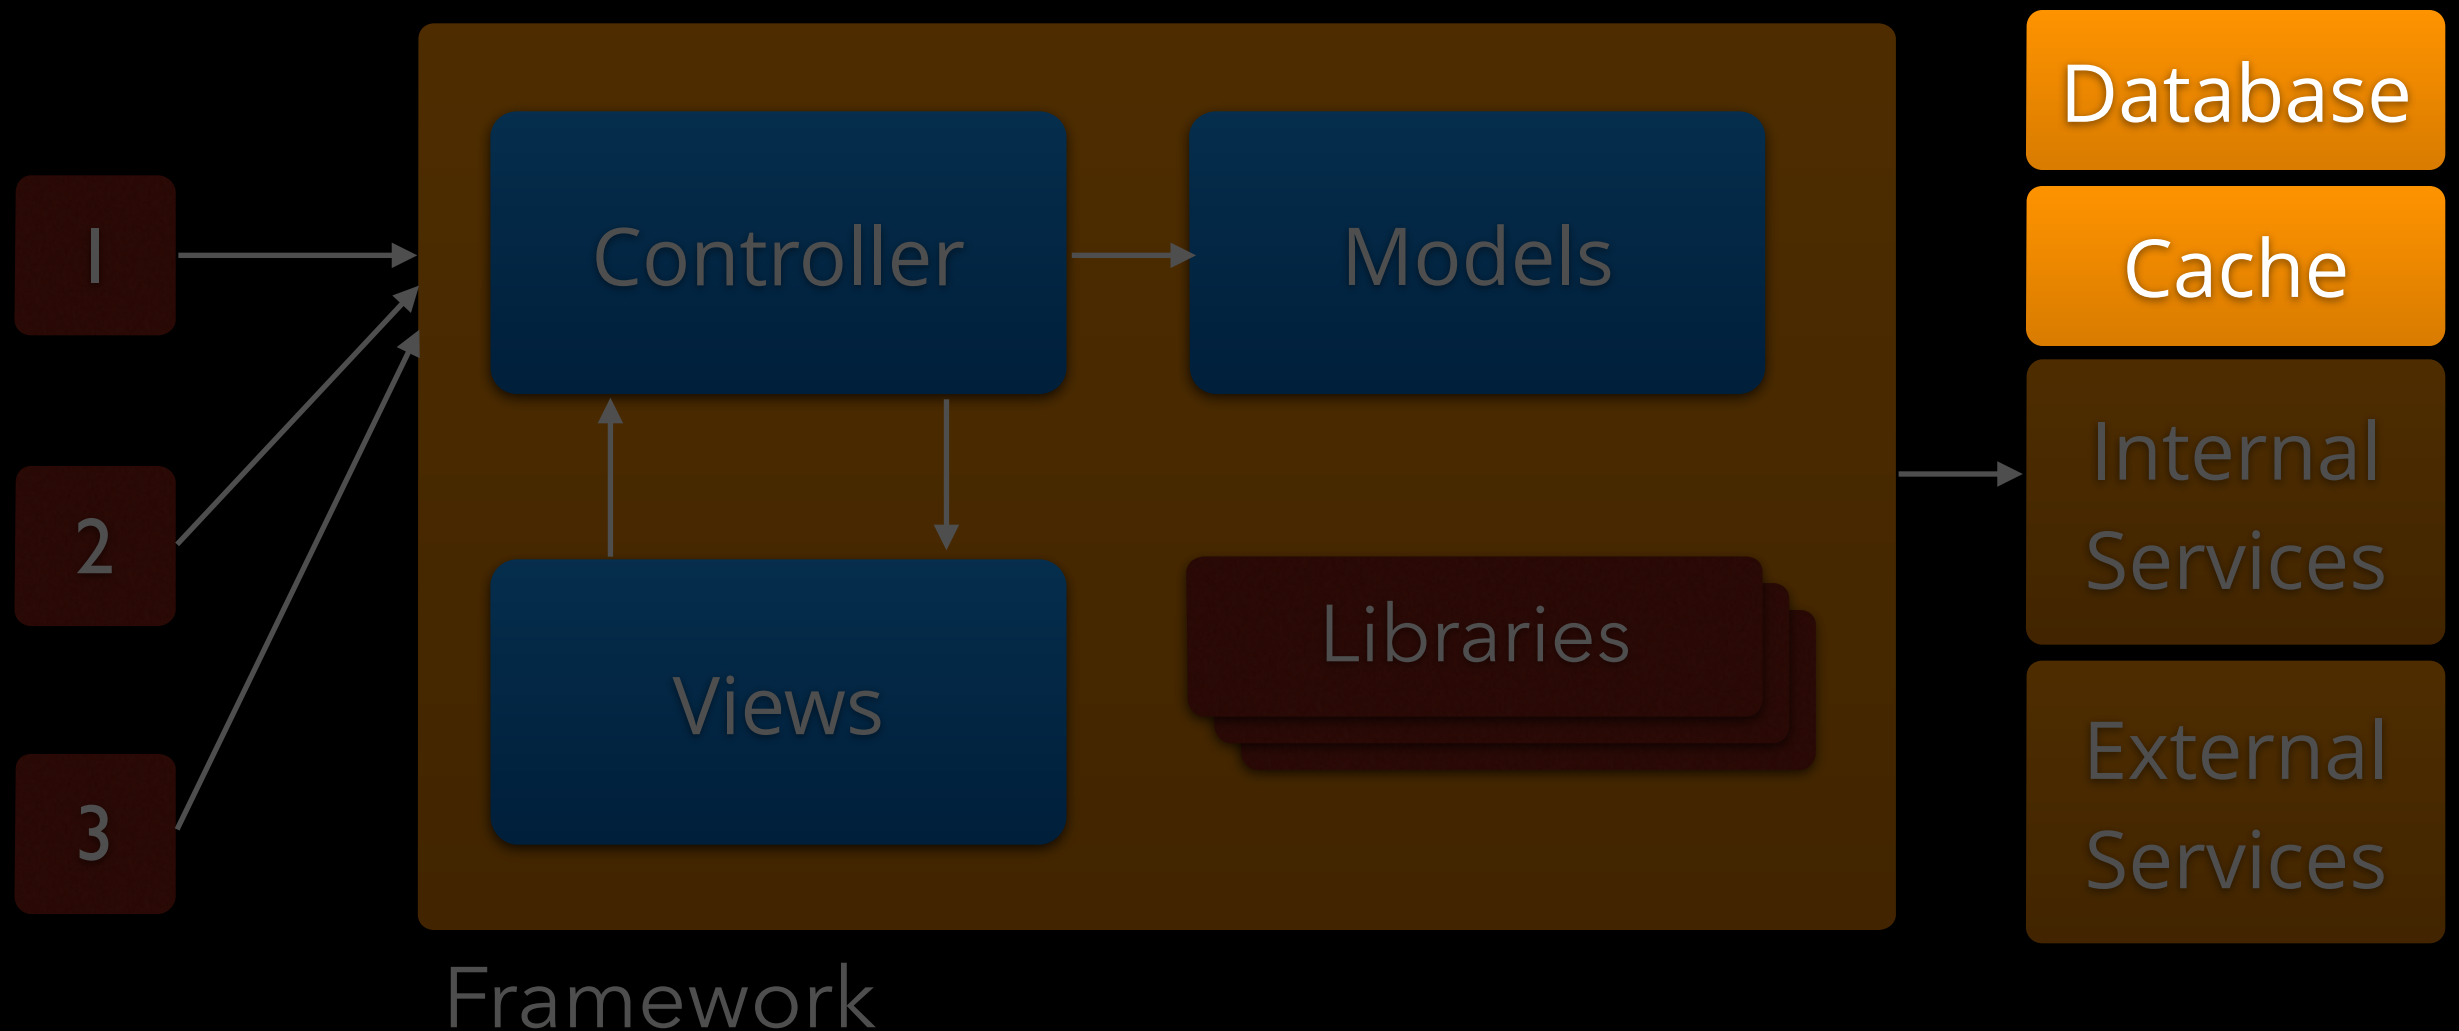 1
2
3
Controller
Models
Views
Libraries
Framework
Database
Cache
Internal
Services
External
Services